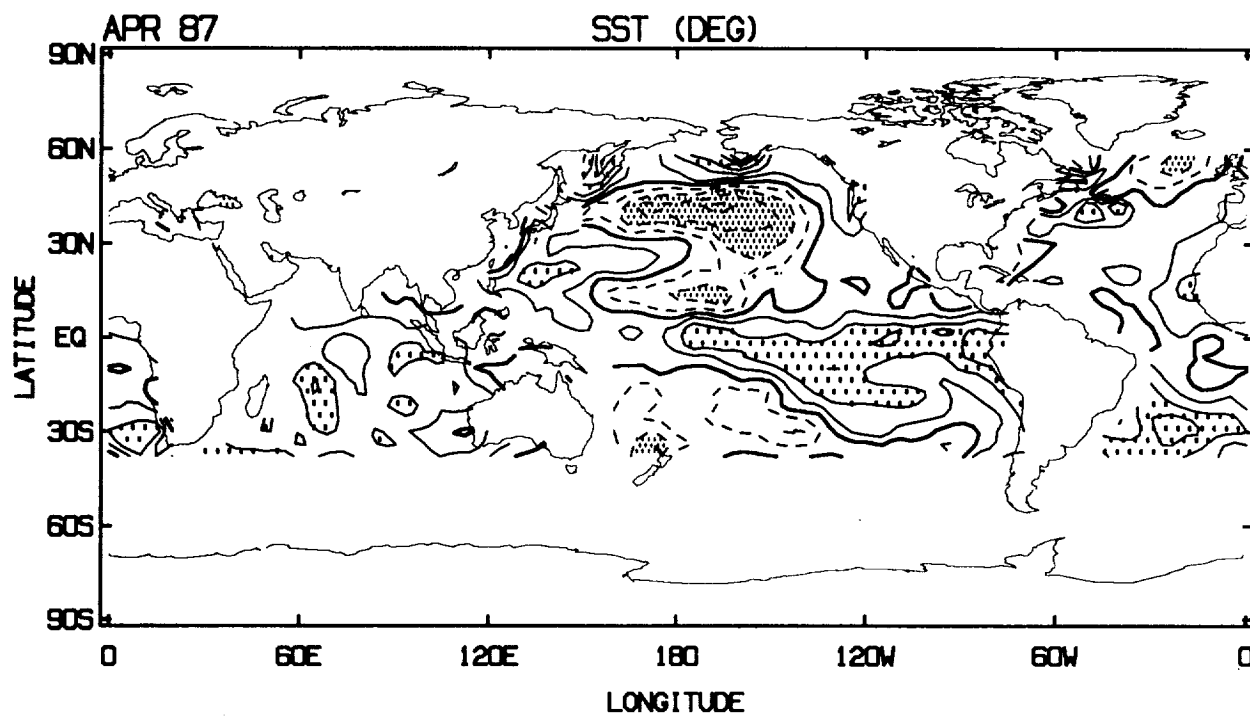 APR 87 SST (DEG)
90N
60N
30N
EQ
30S
60S
90S
LATITUDE
0 60E 120E 180 120W 60W 0
LONGITUDE